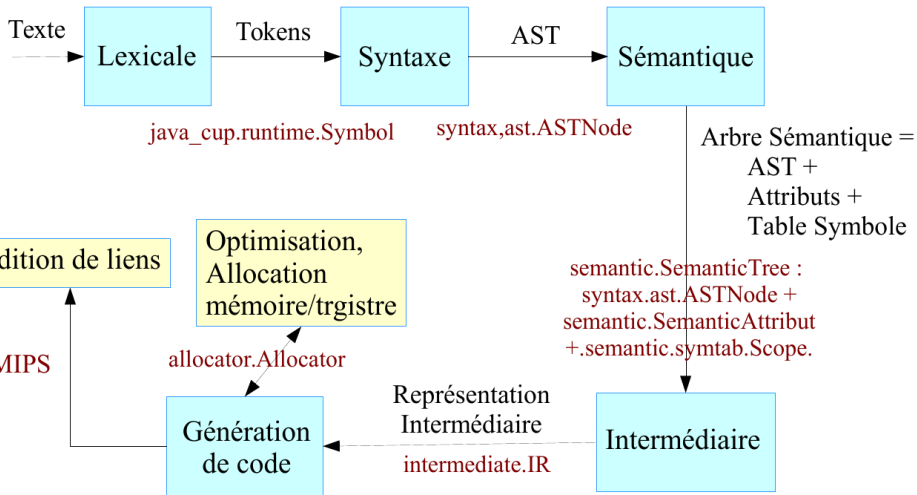 Texte
Lexicale
Tokens
Syntaxe
AST
Sémantique
java_cup.runtime.Symbol
syntax,ast.ASTNode
Arbre Sémantique =
AST +
Attributs +
Table Symbole
semantic.SemanticTree :
syntax.ast.ASTNode +
semantic.SemanticAttribut
+.semantic.symtab.Scope.
Optimisation,
Allocation
mémoire/trgistre
dition de liens
MIPS
allocator.Allocator
Génération
de code
Représentation
Intermédiaire
intermediate.IR
Intermédiaire